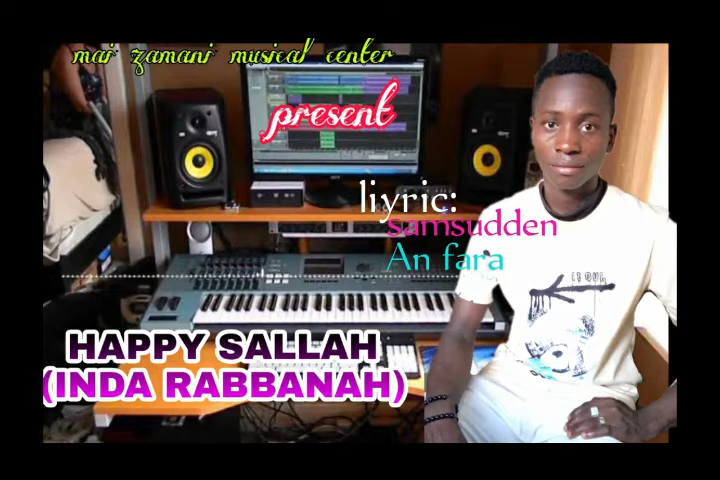 mai zamani musical center
present
liyric:
samsudden
An fara
HAPPY SALLAH
(INDA RABBANAH)